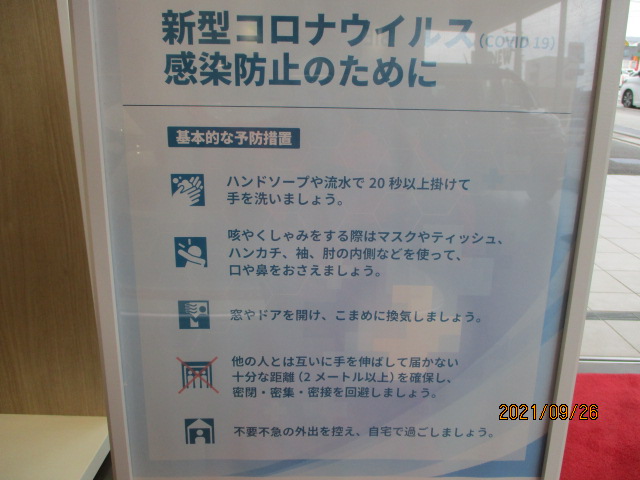 新型コロナウイルス (COVID 19)
感染防止のために
基本的な予防措置
ハンドソープや流水で 20 秒以上掛けて
手を洗いましょう。
咳やくしゃみをする際はマスクやティッシュ、
ハンカチ、袖、肘の内側などを使って、
口や鼻をおさえましょう。
窓やドアを開け、こまめに換気しましょう。
他の人とは互いに手を伸ばして届かない
十分な距離（2 メートル以上）を確保し、
密閉・密集・密接を回避しましょう。
不要不急の外出を控え、自宅で過ごしましょう。
2021/09/26